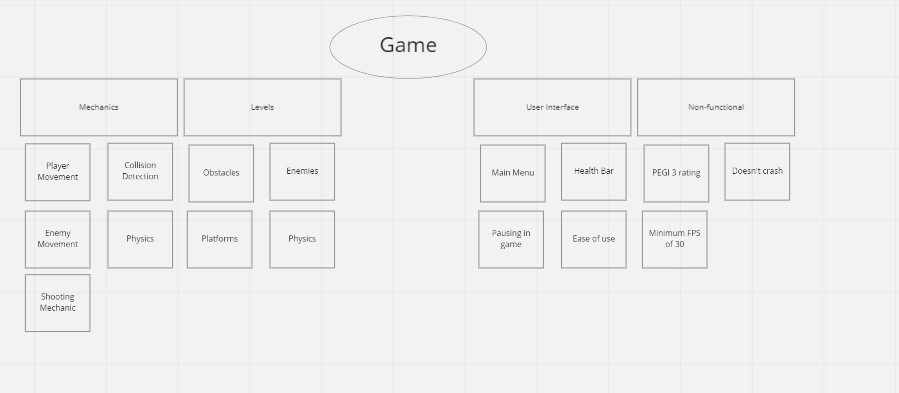 Game
Mechanics
Levels
User Interface
Non-functional
Player
Movement
Collision
Detection
Obstacles
Enemies
Main Menu
Health Bar
PEGI 3 rating
Doesn't crash
Enemy
Movement
Physics
Platforms
Physics
Pausing in
game
Ease of use
Minimum FPS
of 30
Shooting
Mechanic